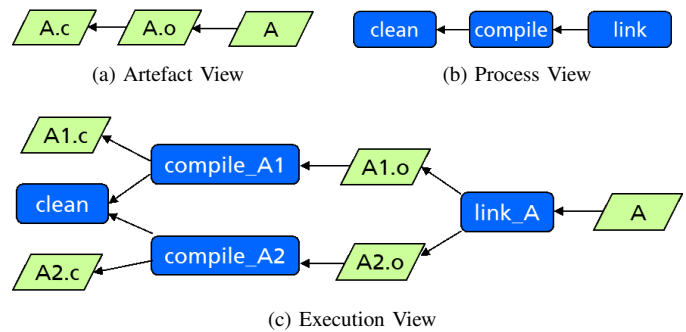 A.c A.o A clean compile link
(a) Artefact View (b) Process View
A1.c
compile_A1 A1.o
clean link_A A
compile_A2 A2.o
A2.c
(c) Execution View